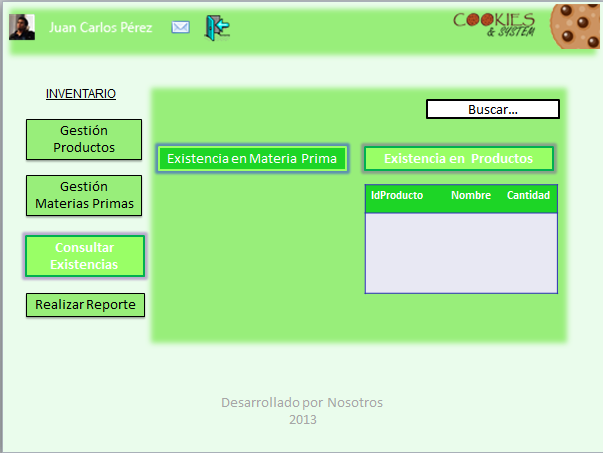 Juan Carlos Pérez
COOKIES
& SYSTEM
INVENTARIO
Gestión
Productos
Gestión
Materias Primas
Consultar
Existencias
Realizar Reporte
Buscar...
Existencia en Materia Prima
Existencia en Productos
IdProducto Nombre Cantidad
Desarrollado por Nosotros
2013